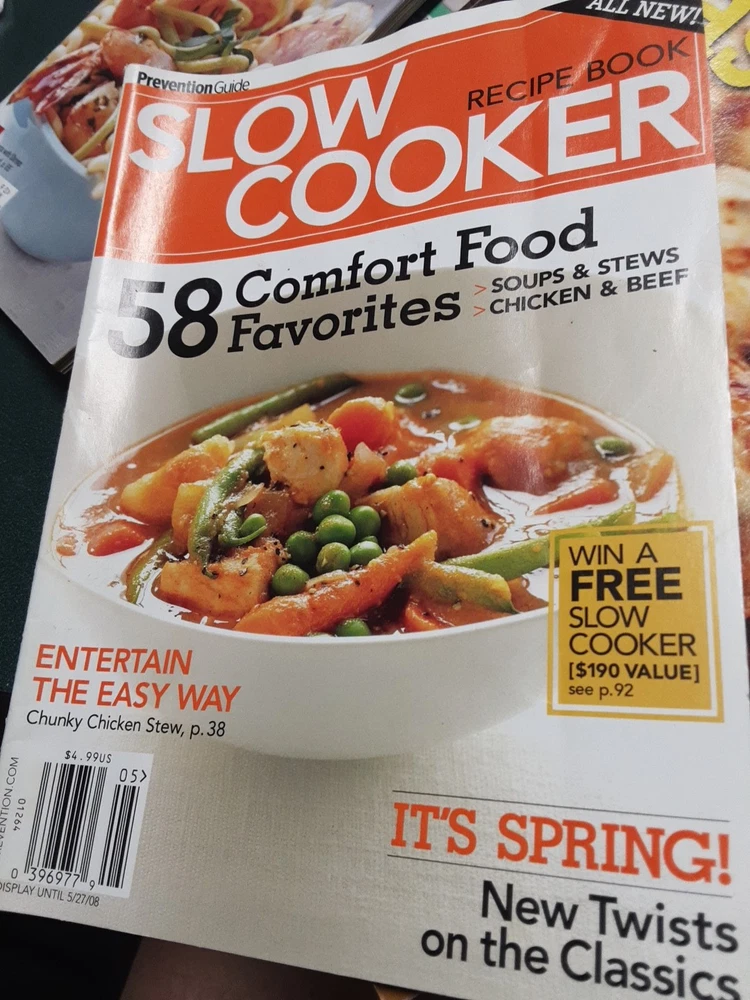 ALL NEW!
Prevention Guide
RECIPE BOOK
SLOW
COOKER
58 Comfort Food
Favorites
> SOUPS & STEWS
> CHICKEN & BEEF
WIN A
FREE
SLOW
COOKER
[$190 VALUE]
see p.92
ENTERTAIN
THE EASY WAY
Chunky Chicken Stew, p.38
$4.99US
05>
01264
0 396977 9
DISPLAY UNTIL 5/27/08
IT'S SPRING!
New Twists
on the Classics